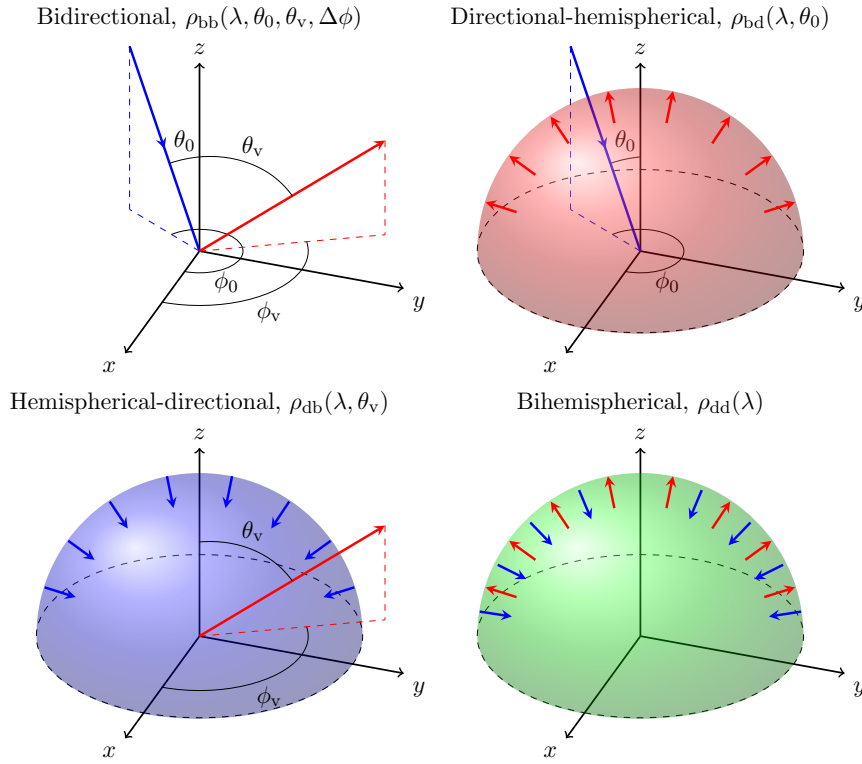 Bidirectional, ρbb(λ, θ0, θv, Δϕ)
Directional-hemispherical, ρbd(λ, θ0)
z
θ0
θv
ϕ0
ϕv
y
x
z
θ0
ϕ0
y
x
Hemispherical-directional, ρdb(λ, θv)
Bihemispherical, ρdd(λ)
z
θv
ϕv
y
x
z
y
x